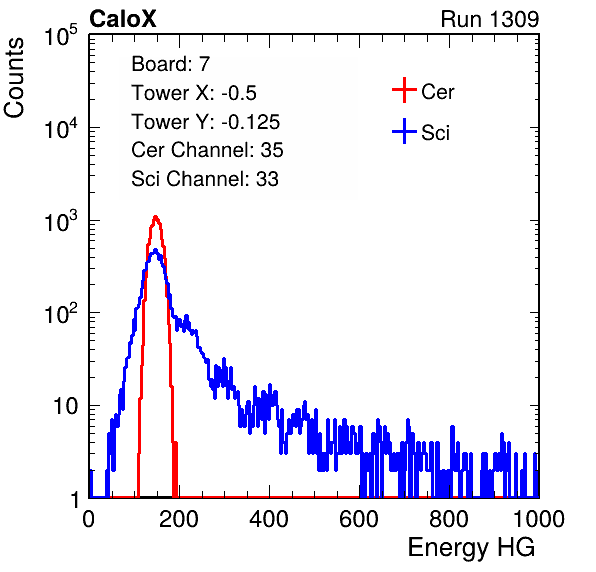 CaloX Run 1309
Counts
Board: 7
Tower X: -0.5
Tower Y: -0.125
Cer Channel: 35
Sci Channel: 33
Cer
Sci
10^5
10^4
10^3
10^2
10
1
0 200 400 600 800 1000
Energy HG